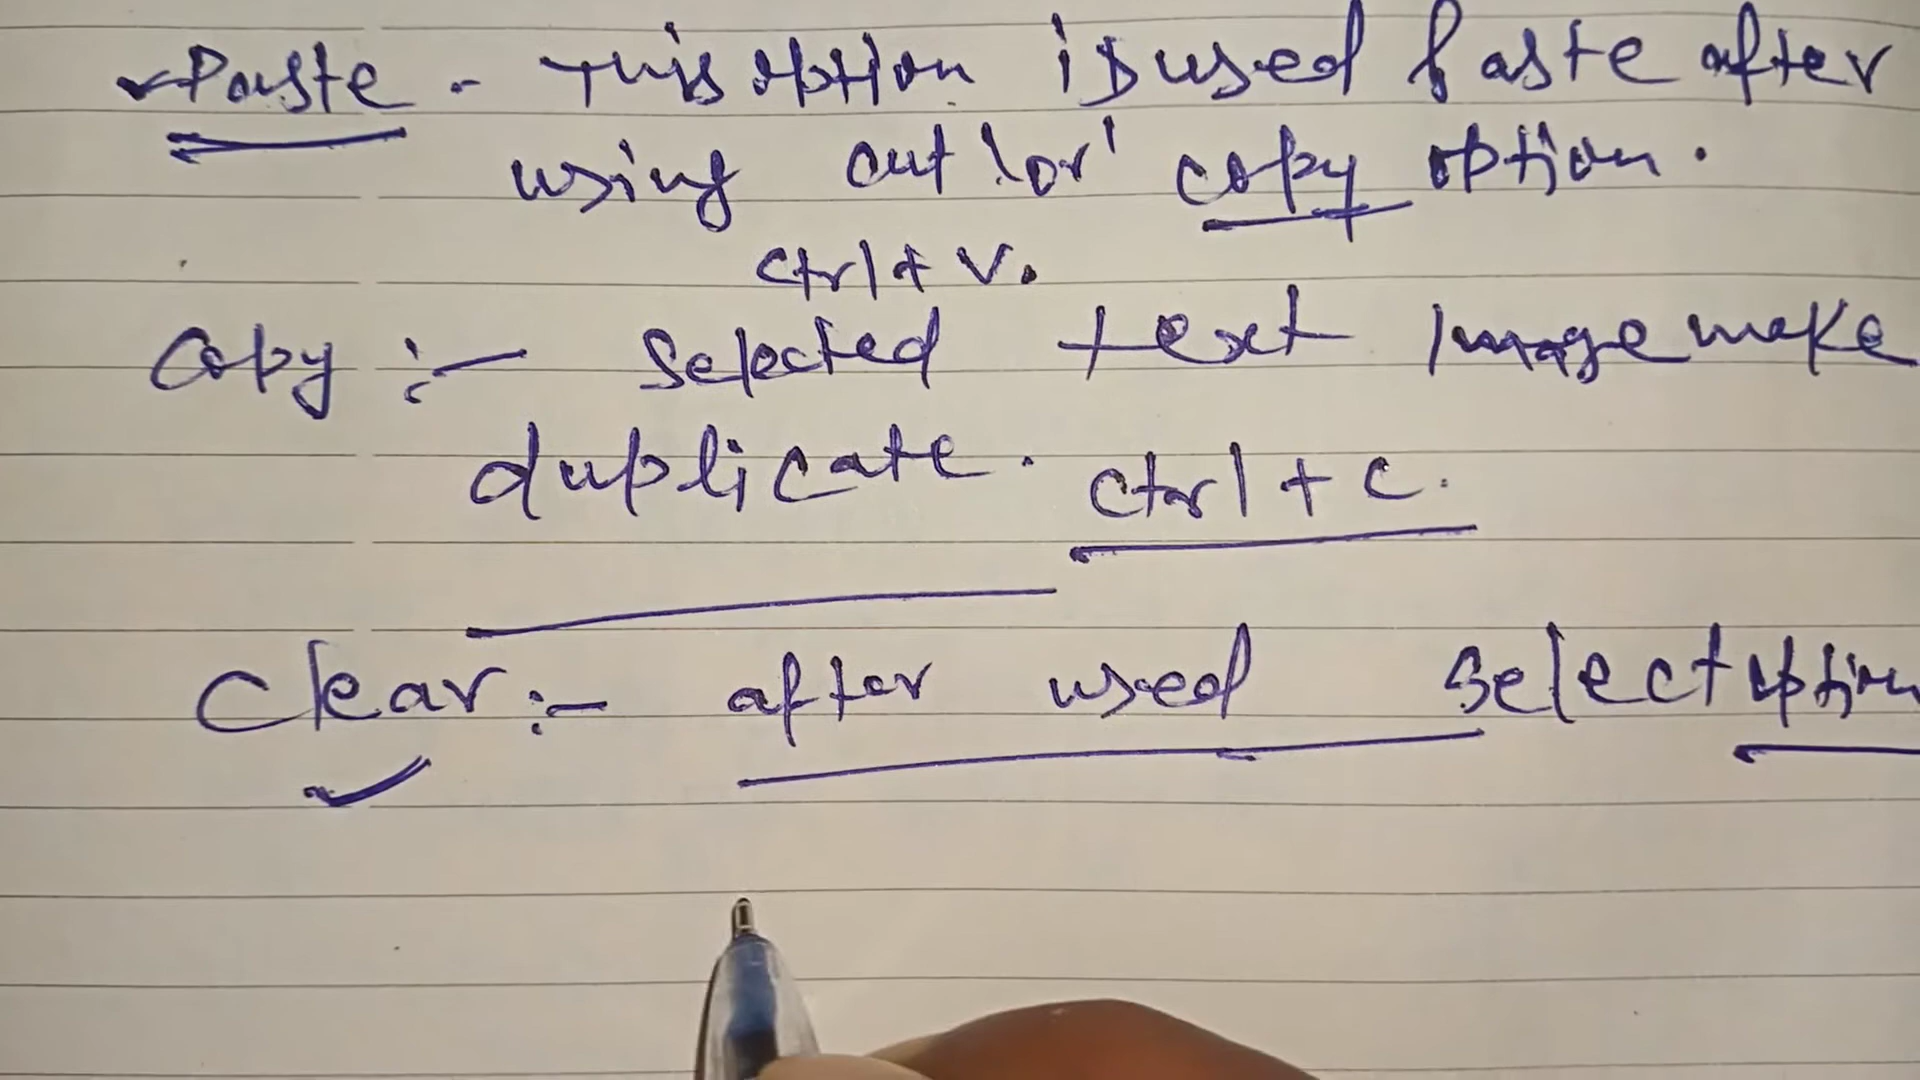 Paste - This option is used Paste after
using cut 'or' copy option.
Ctrl + V.
Copy :- Selected text Image make
duplicate. Ctrl + C.
Clear :- after used select option